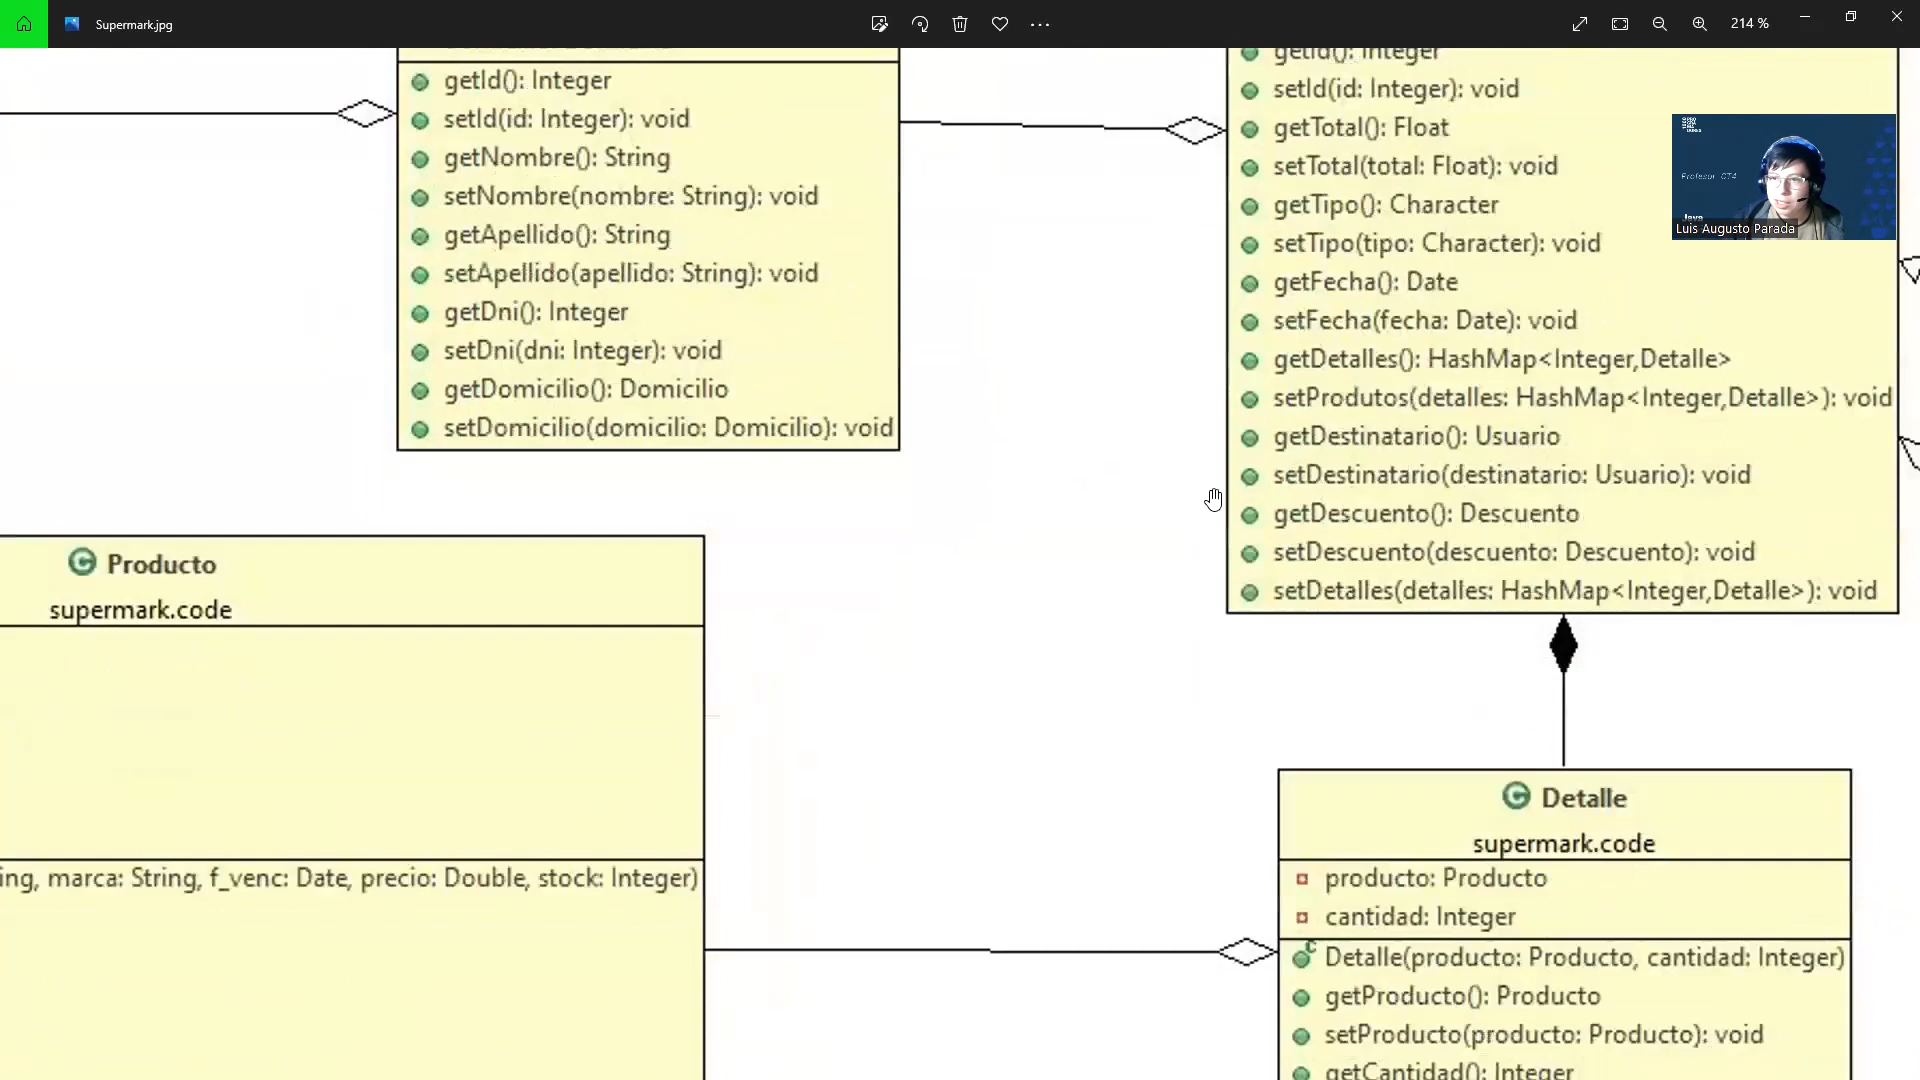 Supermark.jpg
214 %
getId(): Integer
setId(id: Integer): void
getNombre(): String
setNombre(nombre: String): void
getApellido(): String
setApellido(apellido: String): void
getDni(): Integer
setDni(dni: Integer): void
getDomicilio(): Domicilio
setDomicilio(domicilio: Domicilio): void
getId(): Integer
setId(id: Integer): void
getTotal(): Float
setTotal(total: Float): void
getTipo(): Character
setTipo(tipo: Character): void
getFecha(): Date
setFecha(fecha: Date): void
getDetalles(): HashMap<Integer,Detalle>
setProdutos(detalles: HashMap<Integer,Detalle>): void
getDestinatario(): Usuario
setDestinatario(destinatario: Usuario): void
getDescuento(): Descuento
setDescuento(descuento: Descuento): void
setDetalles(detalles: HashMap<Integer,Detalle>): void
Profesor CT4
Java
Luis Augusto Parada
C Producto
supermark.code
ing, marca: String, f_venc: Date, precio: Double, stock: Integer)
C Detalle
supermark.code
producto: Producto
cantidad: Integer
C Detalle(producto: Producto, cantidad: Integer)
getProducto(): Producto
setProducto(producto: Producto): void
getCantidad(): Integer